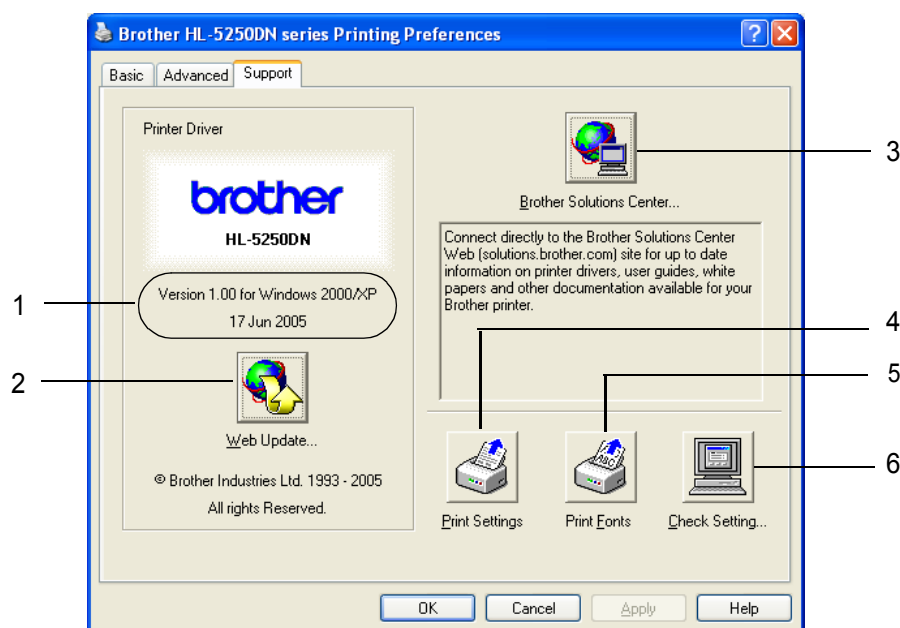 Brother HL-5250DN series Printing Preferences
Basic
Advanced
Support
Printer Driver
brother
HL-5250DN
Version 1.00 for Windows 2000/XP
17 Jun 2005
Web Update...
© Brother Industries Ltd. 1993 - 2005
All rights Reserved.
Brother Solutions Center...
Connect directly to the Brother Solutions Center
Web (solutions.brother.com) site for up to date
information on printer drivers, user guides, white
papers and other documentation available for your
Brother printer.
Print Settings
Print Fonts
Check Setting...
OK
Cancel
Apply
Help
1
2
3
4
5
6
ABC
?